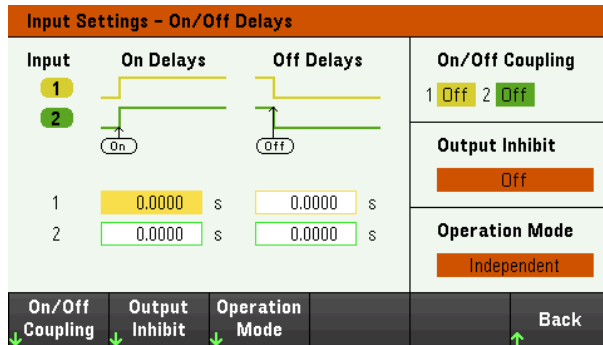 Input Settings - On/Off Delays
Input On Delays Off Delays
1
2
On Off
1 0.0000 s 0.0000 s
2 0.0000 s 0.0000 s
On/Off Coupling
1 Off 2 Off
Output Inhibit
Off
Operation Mode
Independent
On/Off Coupling
Output Inhibit
Operation Mode
Back